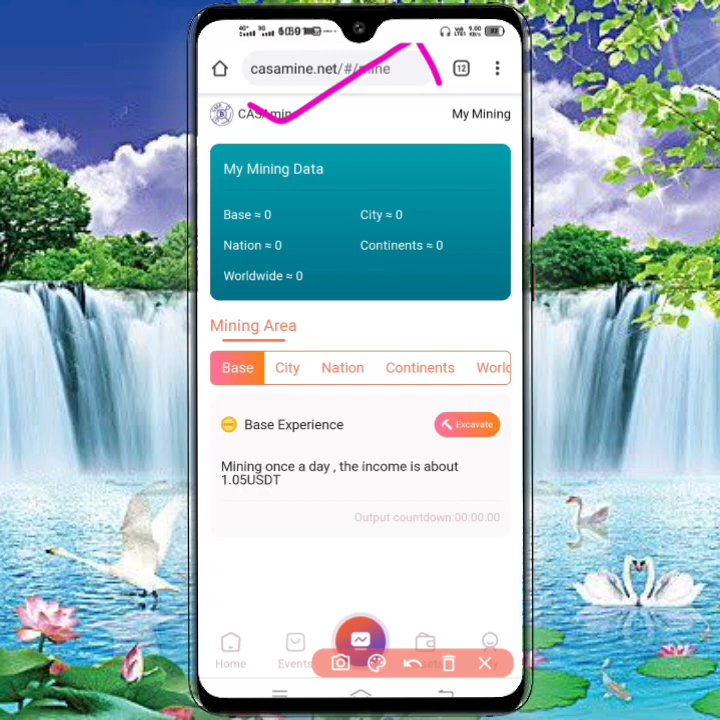 casamine.net/#/mine
12
CASAmine
My Mining
My Mining Data
Base ≈ 0
City ≈ 0
Nation ≈ 0
Continents ≈ 0
Worldwide ≈ 0
Mining Area
Base
City
Nation
Continents
World
Base Experience
Excavate
Mining once a day , the income is about
1.05USDT
Output countdown:00:00:00
Home
Events